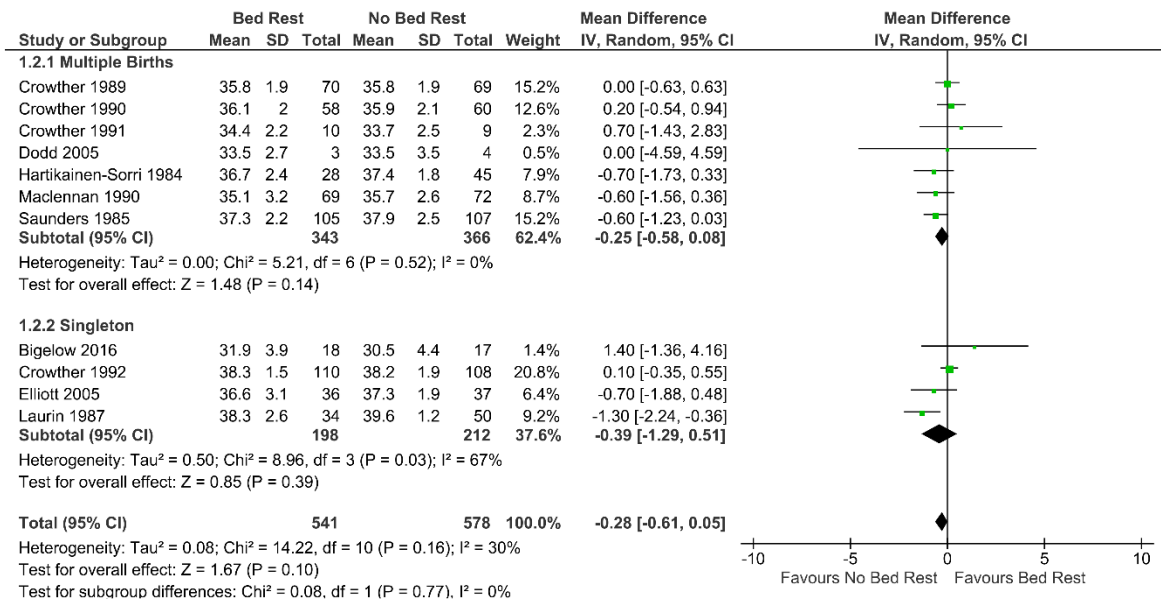 Bed Rest No Bed Rest Mean Difference Mean Difference
Study or Subgroup Mean SD Total Mean SD Total Weight IV, Random, 95% CI IV, Random, 95% CI
1.2.1 Multiple Births
Crowther 1989 35.8 1.9 70 35.8 1.9 69 15.2% 0.00 [-0.63, 0.63]
Crowther 1990 36.1 2 58 35.9 2.1 60 12.6% 0.20 [-0.54, 0.94]
Crowther 1991 34.4 2.2 10 33.7 2.5 9 2.3% 0.70 [-1.43, 2.83]
Dodd 2005 33.5 2.7 3 33.5 3.5 4 0.5% 0.00 [-4.59, 4.59]
Hartikainen-Sorri 1984 36.7 2.4 28 37.4 1.8 45 7.9% -0.70 [-1.73, 0.33]
Maclennan 1990 35.1 3.2 69 35.7 2.6 72 8.7% -0.60 [-1.56, 0.36]
Saunders 1985 37.3 2.2 105 37.9 2.5 107 15.2% -0.60 [-1.23, 0.03]
Subtotal (95% CI) 343 366 62.4% -0.25 [-0.58, 0.08]
Heterogeneity: Tau² = 0.00; Chi² = 5.21, df = 6 (P = 0.52); I² = 0%
Test for overall effect: Z = 1.48 (P = 0.14)
1.2.2 Singleton
Bigelow 2016 31.9 3.9 18 30.5 4.4 17 1.4% 1.40 [-1.36, 4.16]
Crowther 1992 38.3 1.5 110 38.2 1.9 108 20.8% 0.10 [-0.35, 0.55]
Elliott 2005 36.6 3.1 36 37.3 1.9 37 6.4% -0.70 [-1.88, 0.48]
Laurin 1987 38.3 2.6 34 39.6 1.2 50 9.2% -1.30 [-2.24, -0.36]
Subtotal (95% CI) 198 212 37.6% -0.39 [-1.29, 0.51]
Heterogeneity: Tau² = 0.50; Chi² = 8.96, df = 3 (P = 0.03); I² = 67%
Test for overall effect: Z = 0.85 (P = 0.39)
Total (95% CI) 541 578 100.0% -0.28 [-0.61, 0.05]
Heterogeneity: Tau² = 0.08; Chi² = 14.22, df = 10 (P = 0.16); I² = 30%
Test for overall effect: Z = 1.67 (P = 0.10)
Test for subgroup differences: Chi² = 0.08, df = 1 (P = 0.77), I² = 0%
-10 -5 0 5 10
Favours No Bed Rest Favours Bed Rest